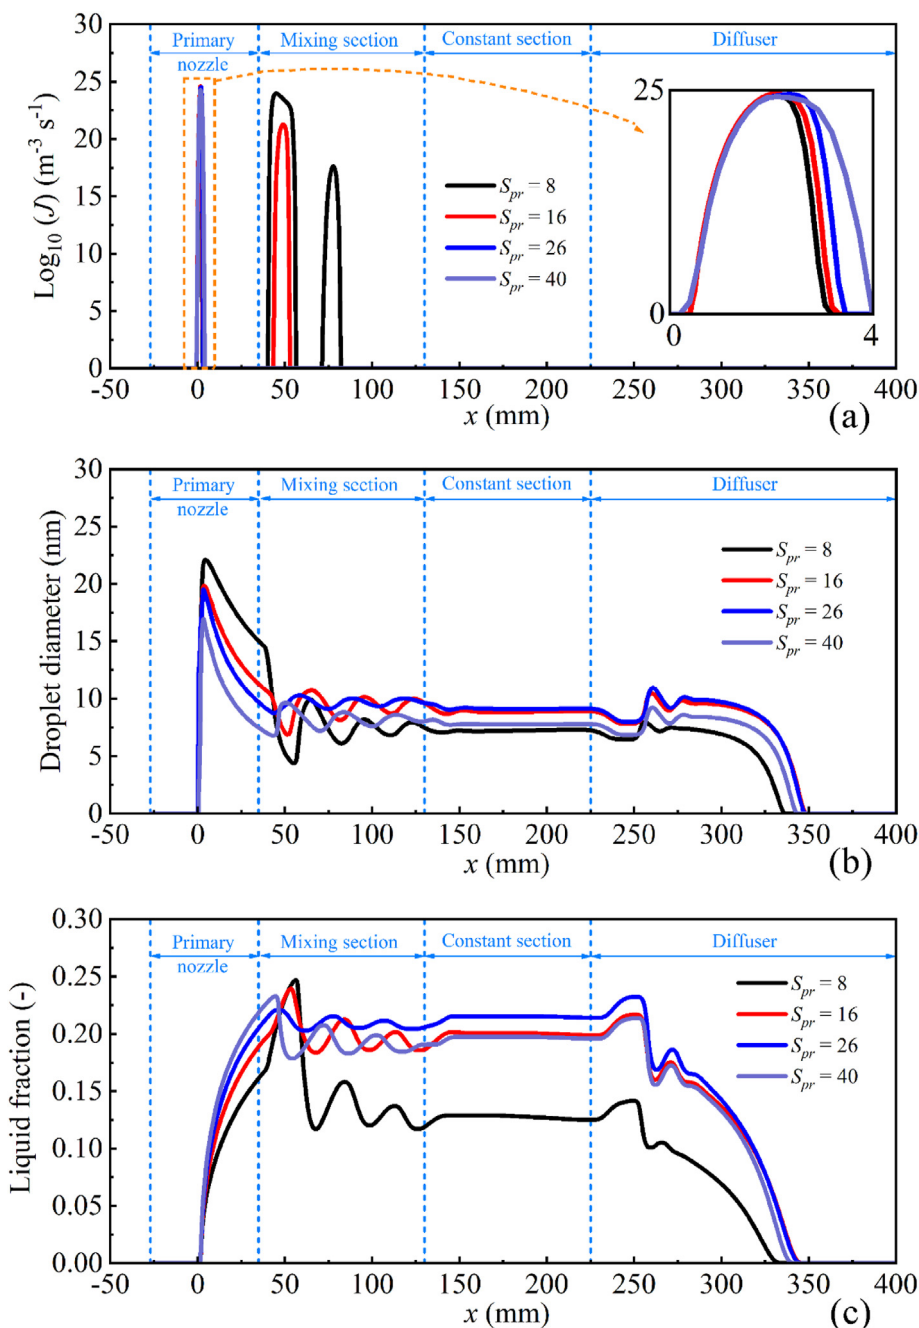 30
25
20
15
10
5
0
Log10 (J) (m-3 s-1)
Primary nozzle
Mixing section
Constant section
Diffuser
Spr = 8
Spr = 16
Spr = 26
Spr = 40
25
0
0
4
-50
0
50
100
150
200
250
300
350
400
x (mm)
(a)
30
25
20
15
10
5
0
Droplet diameter (nm)
Primary nozzle
Mixing section
Constant section
Diffuser
Spr = 8
Spr = 16
Spr = 26
Spr = 40
-50
0
50
100
150
200
250
300
350
400
x (mm)
(b)
0.30
0.25
0.20
0.15
0.10
0.05
0.00
Liquid fraction (-)
Primary nozzle
Mixing section
Constant section
Diffuser
Spr = 8
Spr = 16
Spr = 26
Spr = 40
-50
0
50
100
150
200
250
300
350
400
x (mm)
(c)